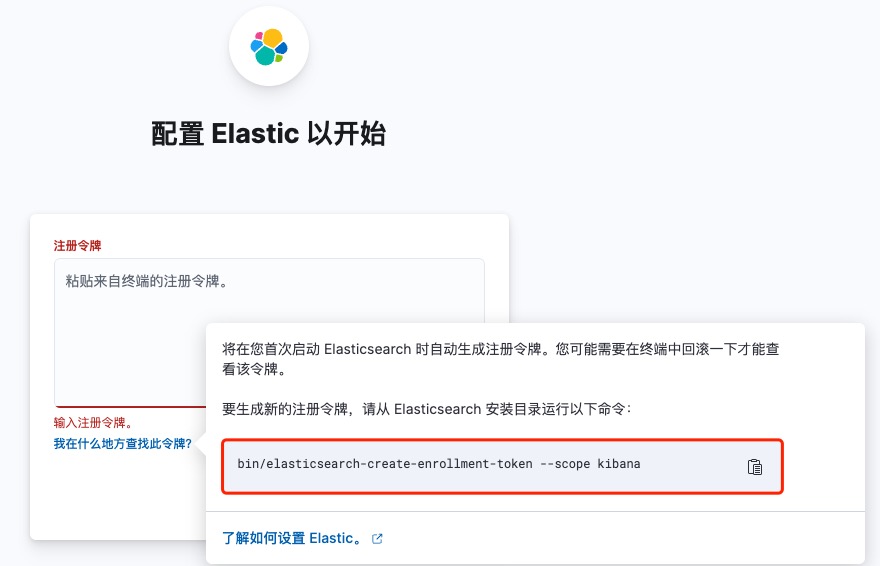 配置 Elastic 以开始
注册令牌
粘贴来自终端的注册令牌。
将在您首次启动 Elasticsearch 时自动生成注册令牌。您可能需要在终端中回滚一下才能查
看该令牌。
要生成新的注册令牌，请从 Elasticsearch 安装目录运行以下命令：
输入注册令牌。
我在什么地方查找此令牌？
bin/elasticsearch-create-enrollment-token --scope kibana
了解如何设置 Elastic。